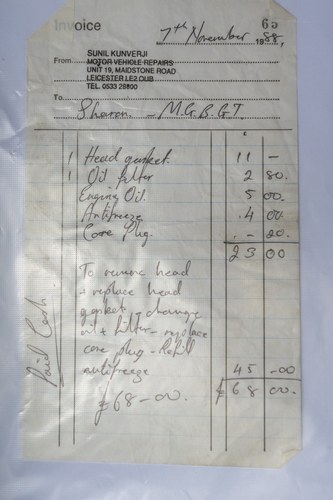 Invoice 65
7th November 1988,
SUNIL KUNVERJI
From MOTOR VEHICLE REPAIRS
UNIT 19, MAIDSTONE ROAD
LEICESTER LE2 0UB
TEL. 0533 28800
To
Sharon. - M.G.B.G.T.
1 Head gasket. 11 -
1 Oil filter 2 80.
Engine Oil. 5 00.
Antifreeze 4 00
Core Plug. - 20.
23 00
To remove head
& replace head
gasket - change
oil + filter - replace
core plug - Refill
antifreeze 45 -00
£68-00. £68 00.
Paid Cash